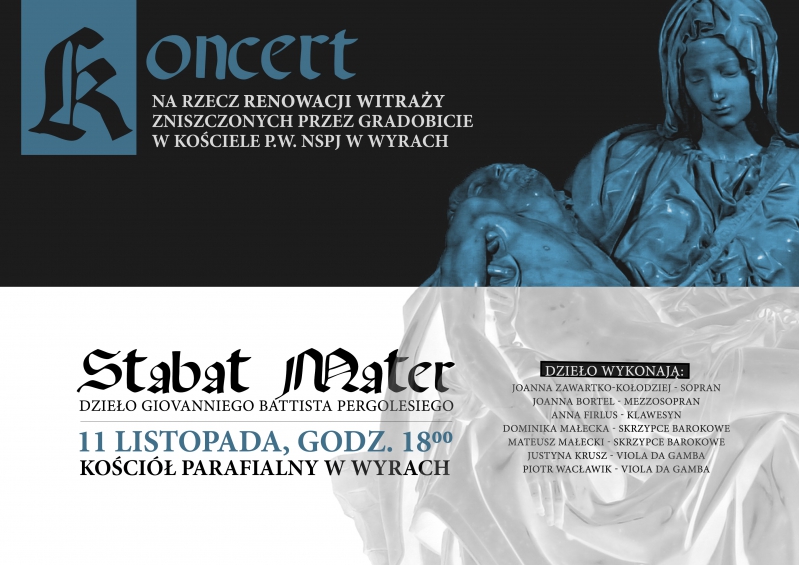 Koncert
NA RZECZ RENOWACJI WITRAŻY
ZNISZCZONYCH PRZEZ GRADOBICIE
W KOŚCIELE P.W. NSPJ W WYRACH
Stabat Mater
DZIEŁO GIOVANNIEGO BATTISTA PERGOLESIEGO
11 LISTOPADA, GODZ. 18⁰⁰
KOŚCIÓŁ PARAFIALNY W WYRACH
DZIEŁO WYKONAJĄ:
JOANNA ZAWARTKO-KOŁODZIEJ - SOPRAN
JOANNA BORTEL - MEZZOSOPRAN
ANNA FIRLUS - KLAWESYN
DOMINIKA MAŁECKA - SKRZYPCE BAROKOWE
MATEUSZ MAŁECKI - SKRZYPCE BAROKOWE
JUSTYNA KRUSZ - VIOLA DA GAMBA
PIOTR WACŁAWIK - VIOLA DA GAMBA